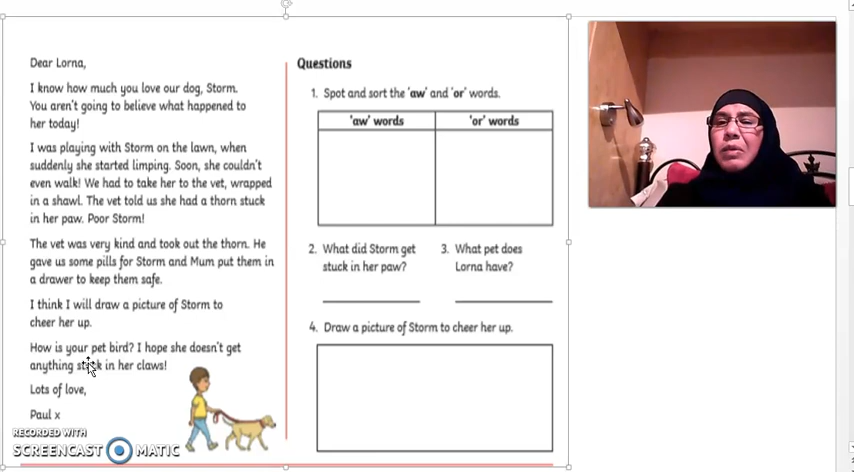 Dear Lorna,
I know how much you love our dog, Storm.
You aren't going to believe what happened to
her today!
I was playing with Storm on the lawn, when
suddenly she started limping. Soon, she couldn't
even walk! We had to take her to the vet, wrapped
in a shawl. The vet told us she had a thorn stuck
in her paw. Poor Storm!
The vet was very kind and took out the thorn. He
gave us some pills for Storm and Mum put them in
a drawer to keep them safe.
I think I will draw a picture of Storm to
cheer her up.
How is your pet bird? I hope she doesn't get
anything stuck in her claws!
Lots of love,
Paul x
RECORDED WITH
SCREENCAST MATIC
Questions
1. Spot and sort the 'aw' and 'or' words.
'aw' words 'or' words
2. What did Storm get
stuck in her paw?
3. What pet does
Lorna have?
4. Draw a picture of Storm to cheer her up.